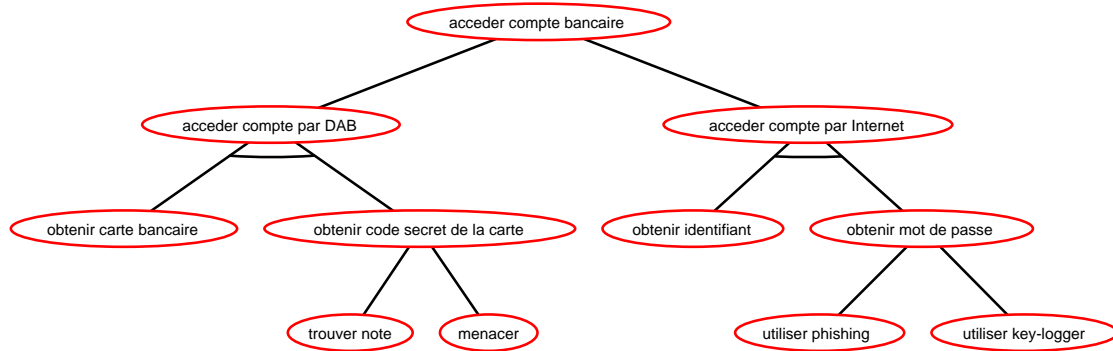 acceder compte bancaire
acceder compte par DAB
acceder compte par Internet
obtenir carte bancaire
obtenir code secret de la carte
obtenir identifiant
obtenir mot de passe
trouver note
menacer
utiliser phishing
utiliser key-logger